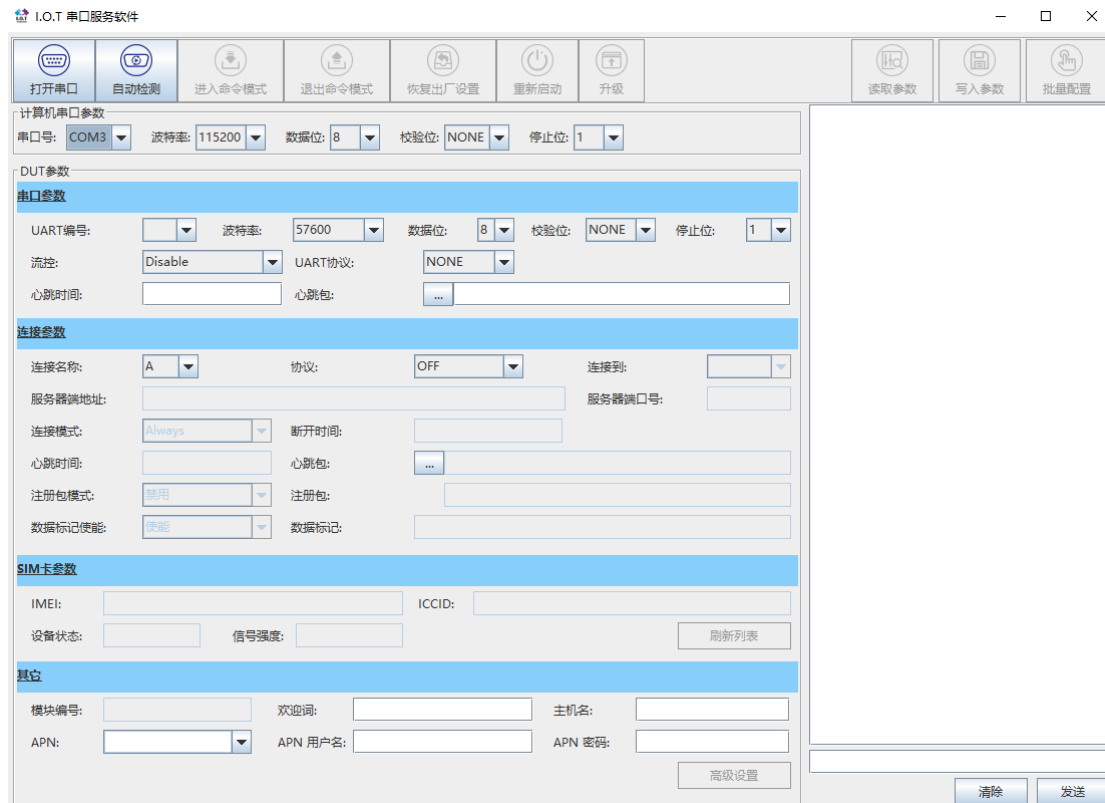 I.O.T 串口服务软件
打开串口 自动检测 进入命令模式 退出命令模式 恢复出厂设置 重新启动 升级 读取参数 写入参数 批量配置
计算机串口参数
串口号: COM3 波特率: 115200 数据位: 8 校验位: NONE 停止位: 1
DUT参数
串口参数
UART编号: 波特率: 57600 数据位: 8 校验位: NONE 停止位: 1
流控: Disable UART协议: NONE
心跳时间: 心跳包: ...
连接参数
连接名称: A 协议: OFF 连接到:
服务器端地址: 服务器端口号:
连接模式: Always 断开时间:
心跳时间: 心跳包: ...
注册包模式: 禁用 注册包:
数据标记使能: 使能 数据标记:
SIM卡参数
IMEI: ICCID:
设备状态: 信号强度: 刷新列表
其它
模块编号: 欢迎词: 主机名:
APN: APN 用户名: APN 密码:
高级设置
清除 发送